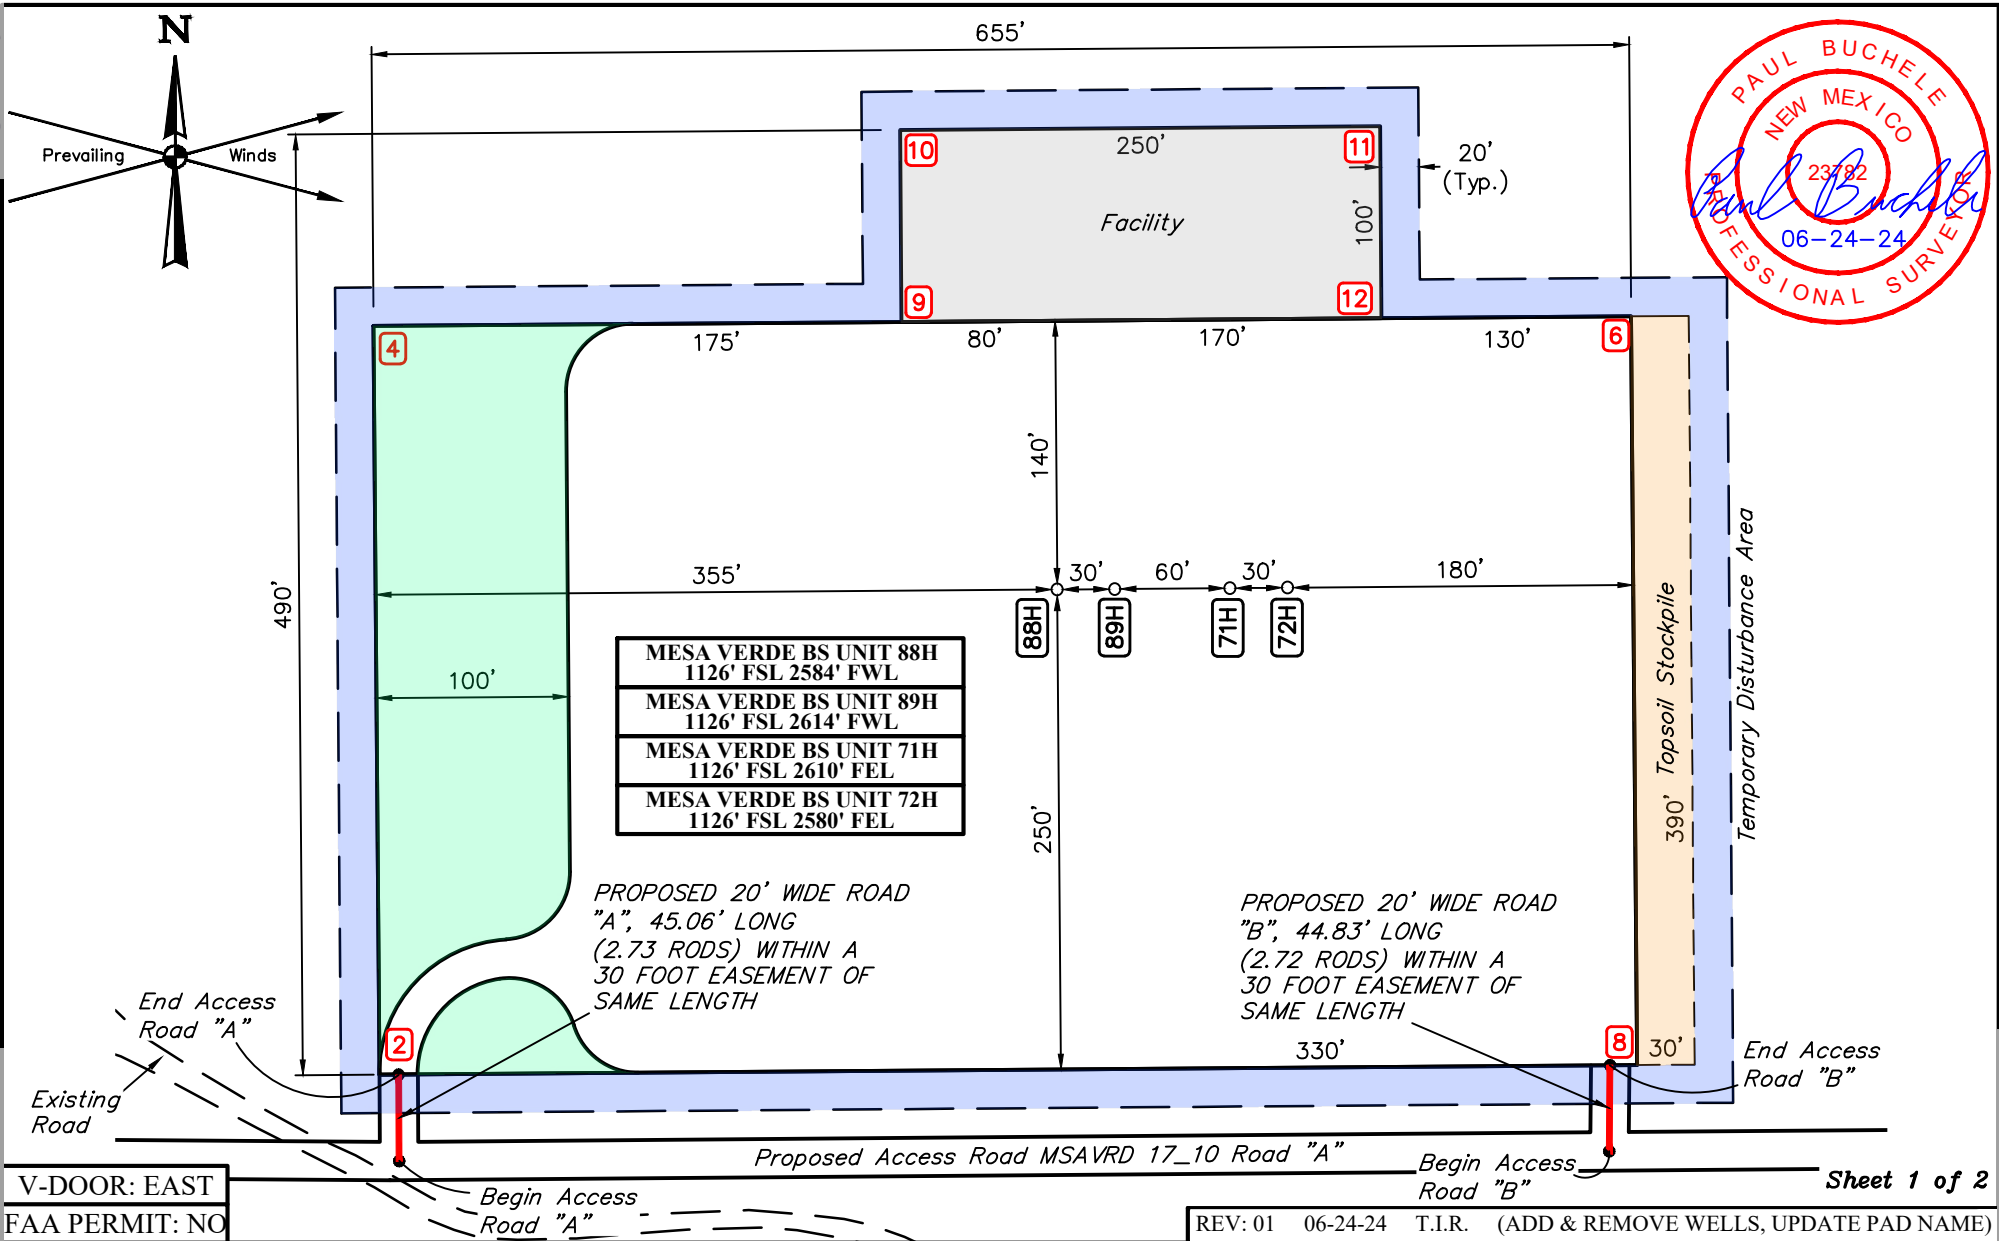 N
Prevailing Winds
655'
10
250'
11
20'
(Typ.)
Facility
100'
9
12
PAUL BUCHELE
NEW MEXICO
23782
Paul Buchele
06-24-24
PROFESSIONAL SURVEYOR
4
175'
80'
170'
130'
6
140'
490'
355'
30'
60'
30'
180'
88H
89H
71H
72H
100'
MESA VERDE BS UNIT 88H
1126' FSL 2584' FWL
MESA VERDE BS UNIT 89H
1126' FSL 2614' FWL
MESA VERDE BS UNIT 71H
1126' FSL 2610' FEL
MESA VERDE BS UNIT 72H
1126' FSL 2580' FEL
250'
390' Topsoil Stockpile
Temporary Disturbance Area
PROPOSED 20' WIDE ROAD
"A", 45.06' LONG
(2.73 RODS) WITHIN A
30 FOOT EASEMENT OF
SAME LENGTH
PROPOSED 20' WIDE ROAD
"B", 44.83' LONG
(2.72 RODS) WITHIN A
30 FOOT EASEMENT OF
SAME LENGTH
End Access
Road "A"
2
330'
8
30'
End Access
Road "B"
Existing
Road
Proposed Access Road MSAVRD 17_10 Road "A"
Begin Access
Road "B"
Begin Access
Road "A"
Sheet 1 of 2
V-DOOR: EAST
FAA PERMIT: NO
REV: 01 06-24-24 T.I.R. (ADD & REMOVE WELLS, UPDATE PAD NAME)